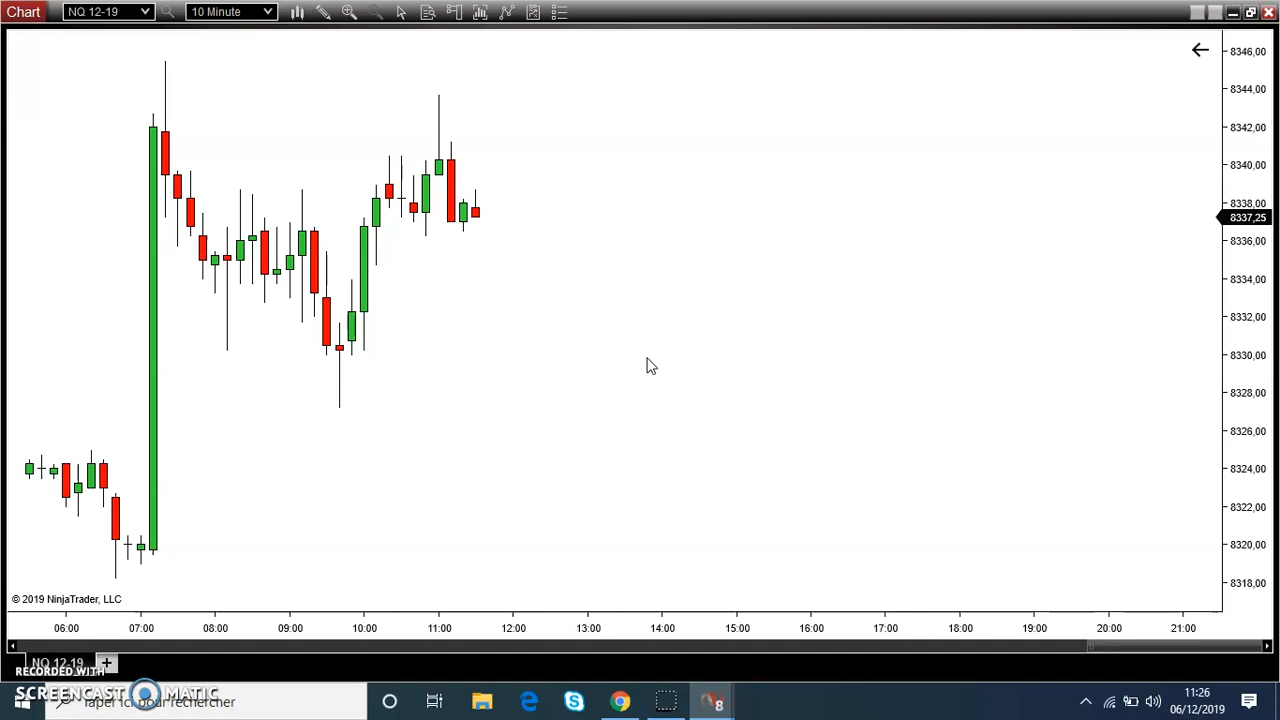 Chart NQ 12-19 10 Minute
8346,00
8344,00
8342,00
8340,00
8338,00
8337,25
8336,00
8334,00
8332,00
8330,00
8328,00
8326,00
8324,00
8322,00
8320,00
8318,00
© 2019 NinjaTrader, LLC
06:00 07:00 08:00 09:00 10:00 11:00 12:00 13:00 14:00 15:00 16:00 17:00 18:00 19:00 20:00 21:00
NQ 12-19 +
RECORDED WITH
SCREENCAST MATIC
Taper ici pour rechercher
8
11:26
06/12/2019